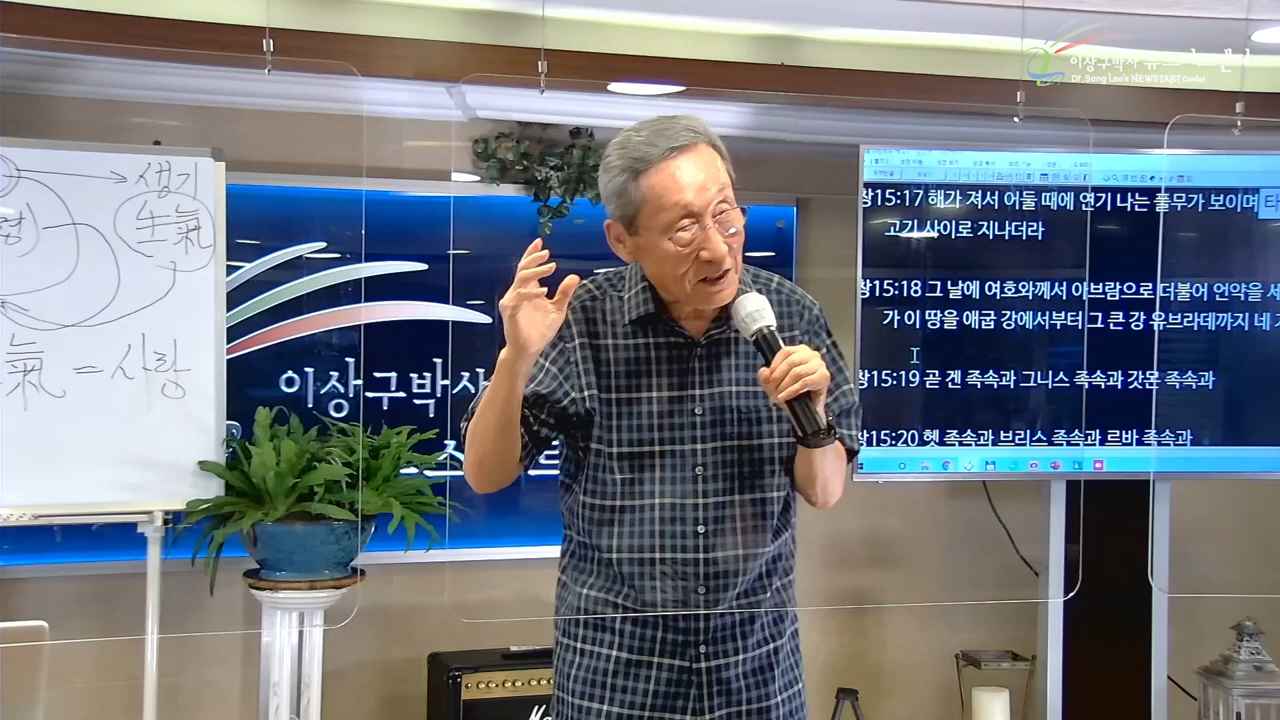 이상구박사
Dr. Sang Lee's NEWSTART Center
생기
生氣
氣 = 사랑
이상구박사
창15:17 해가 져서 어둘 때에 연기 나는 풀무가 보이며 타
고기 사이로 지나더라
창15:18 그 날에 여호와께서 아브람으로 더불어 언약을 세
가 이 땅을 애굽 강에서부터 그 큰 강 유브라데까지 네
창15:19 곧 겐 족속과 그니스 족속과 갓몬 족속과
창15:20 헷 족속과 브리스 족속과 르바 족속과